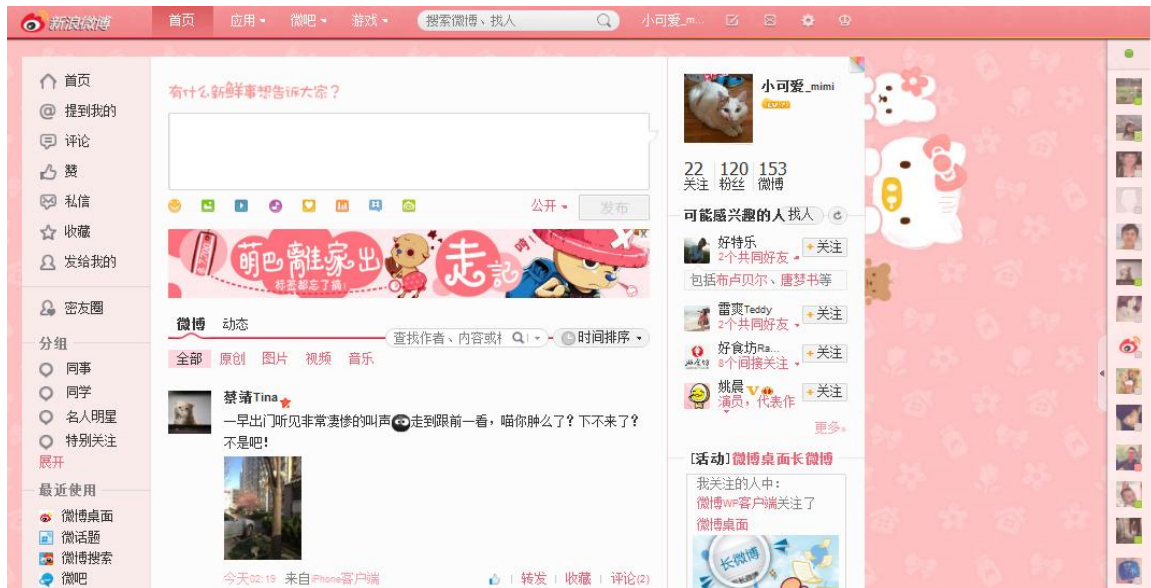 新浪微博
首页 应用 微吧 游戏 搜索微博、找人 小可爱_m...
首页
提到我的
评论
赞
私信
收藏
发给我的
密友圈
分组
同事
同学
名人明星
特别关注
展开
最近使用
微博桌面
微话题
微博搜索
微吧
有什么新鲜事想告诉大家?
公开 发布
萌巴离家出走记
标签都忘了摘!
微博 动态
查找作者、内容或 时间排序
全部 原创 图片 视频 音乐
蔡靖Tina
一早出门听见非常凄惨的叫声 走到跟前一看，喵你肿么了？下不来了？
不是吧！
今天02:19 来自iPhone客户端 转发 收藏 评论(2)
小可爱_mimi
22 120 153
关注 粉丝 微博
可能感兴趣的人 找人
好特乐 +关注
2个共同好友
包括布卢贝尔、唐梦书等
雷爽Teddy +关注
2个共同好友
好食坊Ra... +关注
8个间接关注
姚晨 V +关注
演员，代表作
更多»
[活动]微博桌面长微博
我关注的人中：
微博WP客户端关注了
微博桌面
长微博